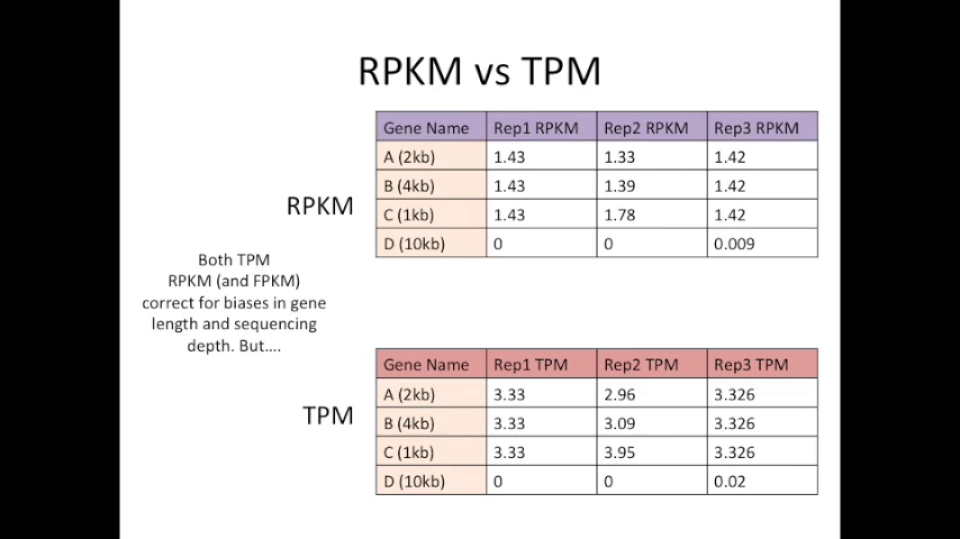 RPKM vs TPM
RPKM
Gene Name Rep1 RPKM Rep2 RPKM Rep3 RPKM
A (2kb) 1.43 1.33 1.42
B (4kb) 1.43 1.39 1.42
C (1kb) 1.43 1.78 1.42
D (10kb) 0 0 0.009
Both TPM
RPKM (and FPKM)
correct for biases in gene
length and sequencing
depth. But....
TPM
Gene Name Rep1 TPM Rep2 TPM Rep3 TPM
A (2kb) 3.33 2.96 3.326
B (4kb) 3.33 3.09 3.326
C (1kb) 3.33 3.95 3.326
D (10kb) 0 0 0.02